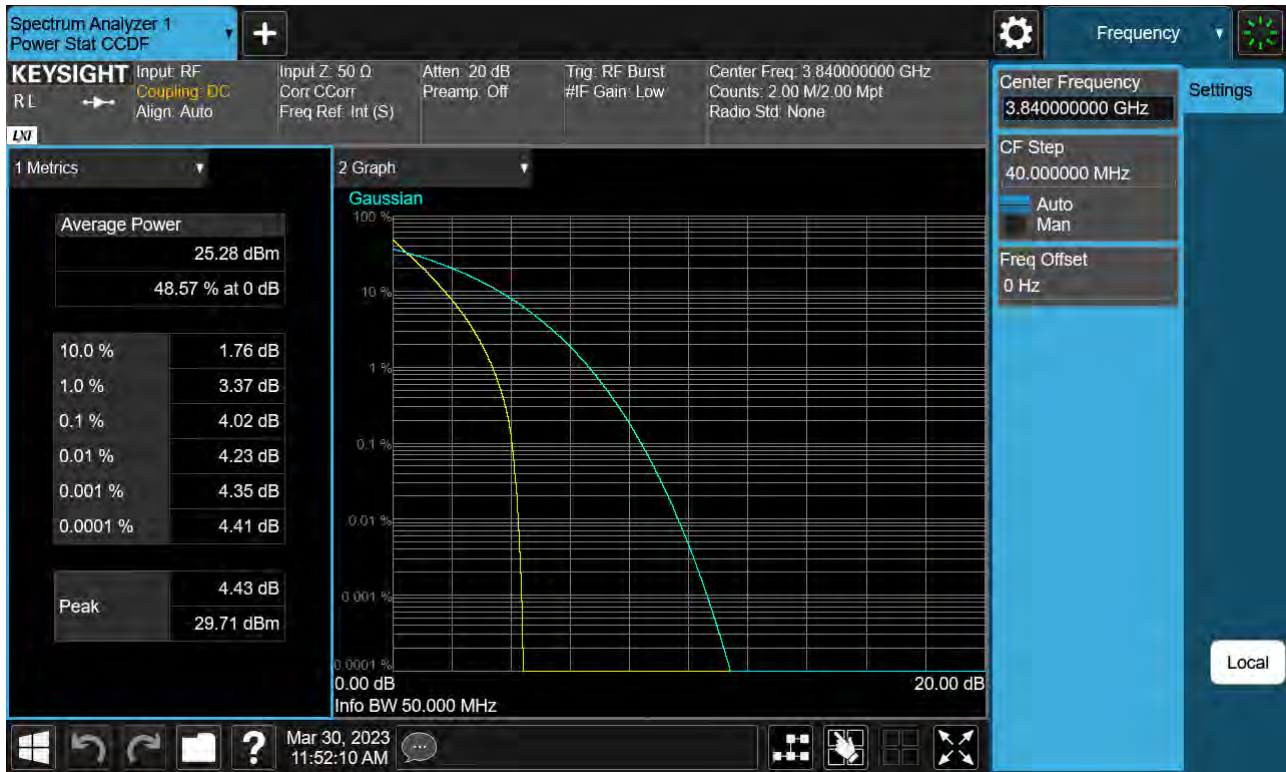 Spectrum Analyzer 1
Power Stat CCDF
Frequency
KEYSIGHT
RL
LXI
Input: RF
Coupling: DC
Align: Auto
Input Z: 50 Ω
Corr CCorr
Freq Ref: Int (S)
Atten: 20 dB
Preamp: Off
Trig: RF Burst
#IF Gain: Low
Center Freq: 3.840000000 GHz
Counts: 2.00 M/2.00 Mpt
Radio Std: None
Center Frequency
3.840000000 GHz
Settings
CF Step
40.000000 MHz
Auto
Man
Freq Offset
0 Hz
Local
1 Metrics
Average Power
25.28 dBm
48.57 % at 0 dB
10.0 % 1.76 dB
1.0 % 3.37 dB
0.1 % 4.02 dB
0.01 % 4.23 dB
0.001 % 4.35 dB
0.0001 % 4.41 dB
Peak
4.43 dB
29.71 dBm
2 Graph
Gaussian
100 %
10 %
1 %
0.1 %
0.01 %
0.001 %
0.0001 %
0.00 dB
20.00 dB
Info BW 50.000 MHz
?
Mar 30, 2023
11:52:10 AM